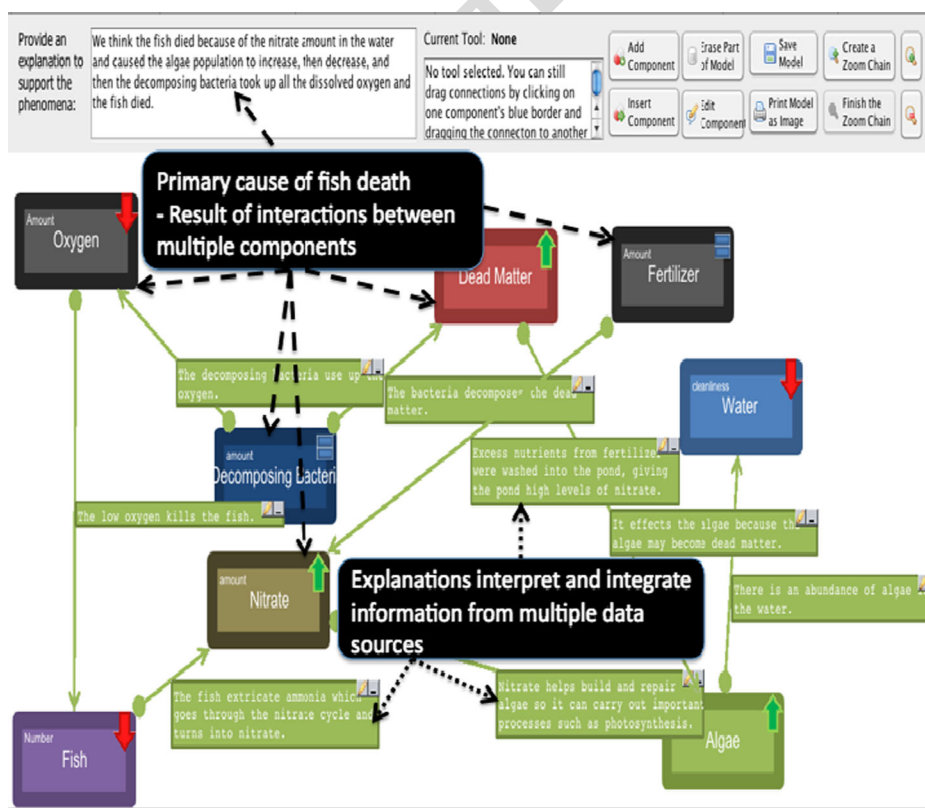 Provide an
explanation to
support the
phenomena:
We think the fish died because of the nitrate amount in the water
and caused the algae population to increase, then decrease, and
then the decomposing bacteria took up all the dissolved oxygen and
the fish died.
Current Tool: None
No tool selected. You can still
drag connections by clicking on
one component's blue border and
dragging the connecton to another
Add
Component
Erase Part
of Model
Save
Model
Create a
Zoom Chain
Insert
Component
Edit
Component
Print Model
as Image
Finish the
Zoom Chain
Primary cause of fish death
- Result of interactions between
multiple components
Amount
Oxygen
Dead Matter
Amount
Fertilizer
The decomposing bacteria use up the
oxygen.
The bacteria decompose the dead
matter.
cleanliness
Water
amount
Decomposing Bacteri
Excess nutrients from fertilizer
were washed into the pond, giving
the pond high levels of nitrate.
The low oxygen kills the fish.
It effects the algae because the
algae may become dead matter.
amount
Nitrate
Explanations interpret and integrate
information from multiple data
sources
There is an abundance of algae
the water.
The fish extricate ammonia which
goes through the nitrate cycle and
turns into nitrate.
Nitrate helps build and repair
algae so it can carry out important
processes such as photosynthesis.
Number
Fish
Algae